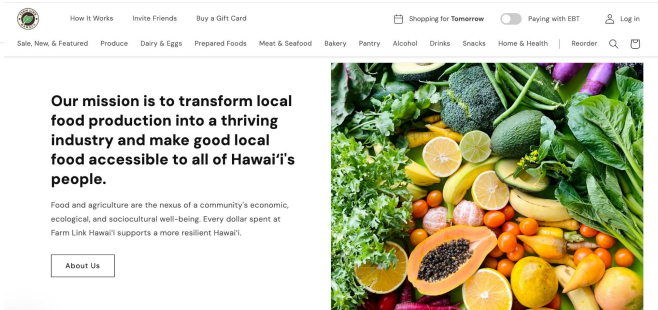 How It Works
Invite Friends
Buy a Gift Card
Shopping for Tomorrow
Paying with EBT
Log in
Sale, New, & Featured
Produce
Dairy & Eggs
Prepared Foods
Meat & Seafood
Bakery
Pantry
Alcohol
Drinks
Snacks
Home & Health
Reorder
Our mission is to transform local
food production into a thriving
industry and make good local
food accessible to all of Hawaiʻi's
people.
Food and agriculture are the nexus of a community's economic,
ecological, and sociocultural well-being. Every dollar spent at
Farm Link Hawaiʻi supports a more resilient Hawaiʻi.
About Us